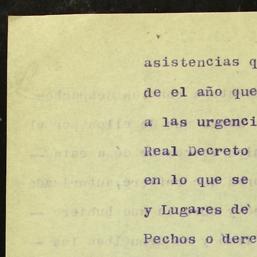 asistencias q
de el año que
a las urgenci
Real Decreto
en lo que se
y Lugares de
Pechos o dere